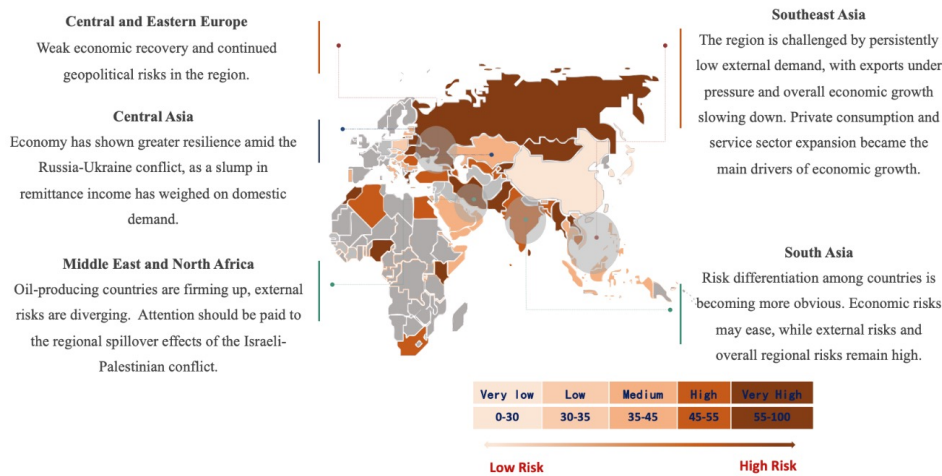 Central and Eastern Europe
Weak economic recovery and continued
geopolitical risks in the region.
Central Asia
Economy has shown greater resilience amid the
Russia-Ukraine conflict, as a slump in
remittance income has weighed on domestic
demand.
Middle East and North Africa
Oil-producing countries are firming up, external
risks are diverging. Attention should be paid to
the regional spillover effects of the Israeli-
Palestinian conflict.
Southeast Asia
The region is challenged by persistently
low external demand, with exports under
pressure and overall economic growth
slowing down. Private consumption and
service sector expansion became the
main drivers of economic growth.
South Asia
Risk differentiation among countries is
becoming more obvious. Economic risks
may ease, while external risks and
overall regional risks remain high.
Very low Low Medium High Very High
0-30 30-35 35-45 45-55 55-100
Low Risk High Risk